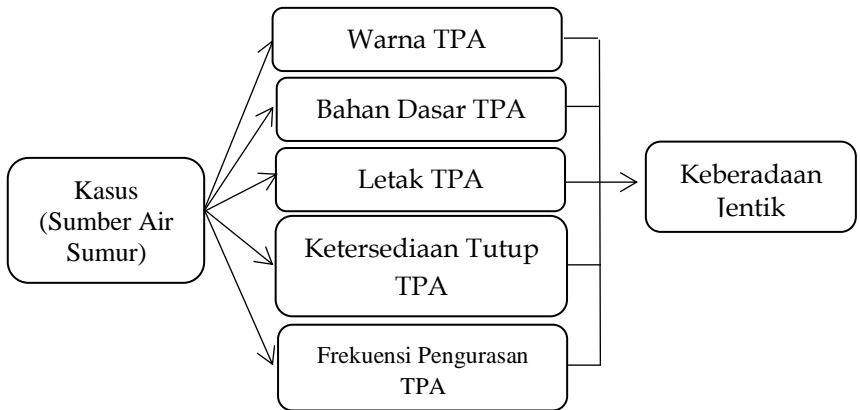 Warna TPA
Bahan Dasar TPA
Letak TPA
Ketersediaan Tutup
TPA
Frekuensi Pengurasan
TPA
Kasus
(Sumber Air
Sumur)
Keberadaan
Jentik